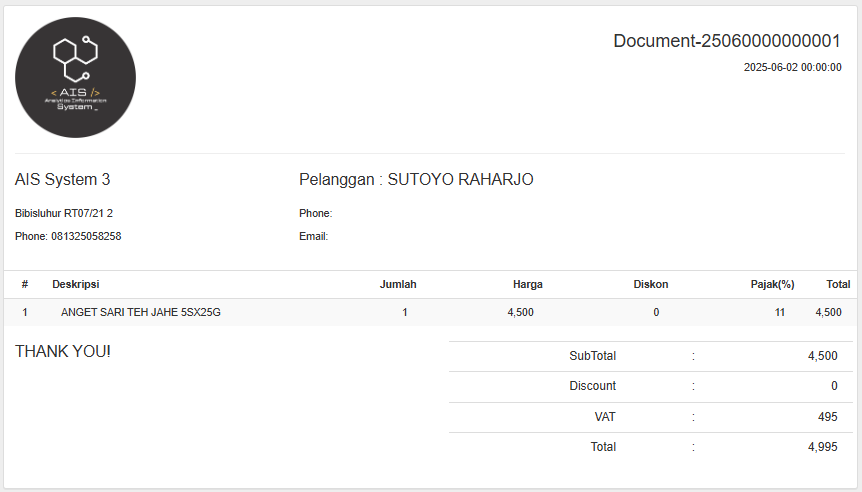 < AIS />
Analytics Information
System _
Document-25060000000001
2025-06-02 00:00:00
AIS System 3
Bibisluhur RT07/21 2
Phone: 081325058258
Pelanggan : SUTOYO RAHARJO
Phone:
Email:
# Deskripsi Jumlah Harga Diskon Pajak(%) Total
1 ANGET SARI TEH JAHE 5SX25G 1 4,500 0 11 4,500
THANK YOU!
SubTotal : 4,500
Discount : 0
VAT : 495
Total : 4,995